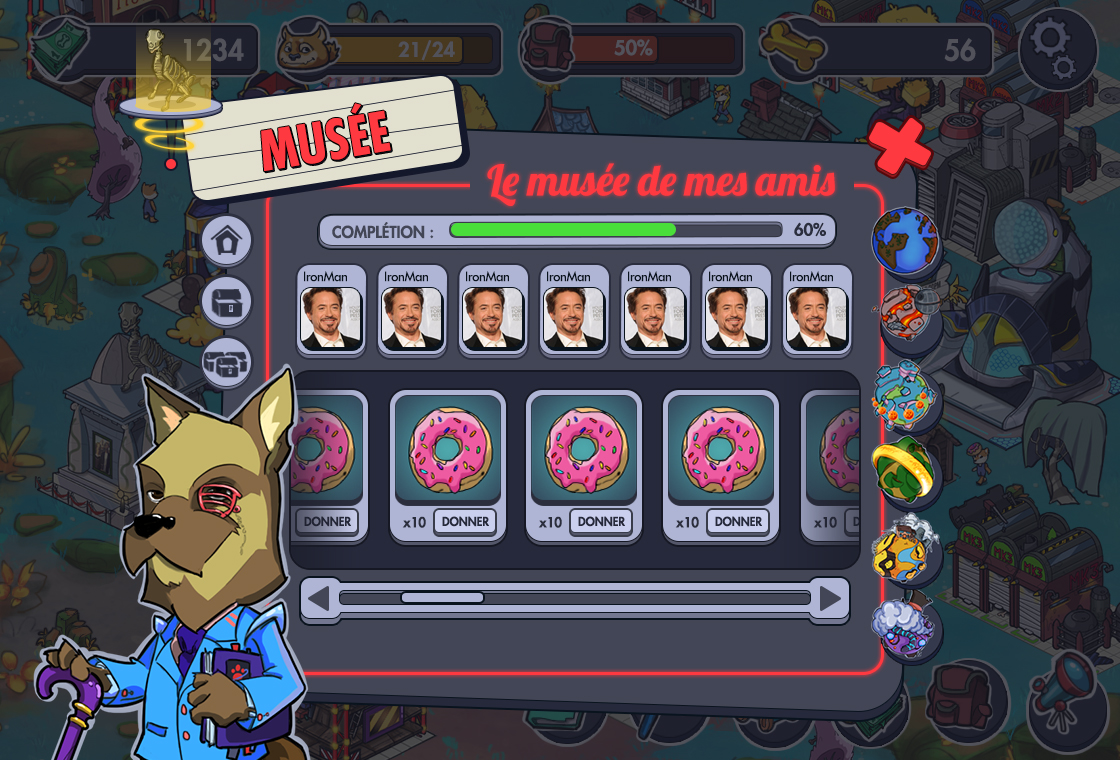 1234
21/24
50%
56
MUSÉE
Le musée de mes amis
COMPLÉTION :
60%
IronMan IronMan IronMan IronMan IronMan IronMan IronMan
DONNER x10 DONNER x10 DONNER x10 DONNER x10 D